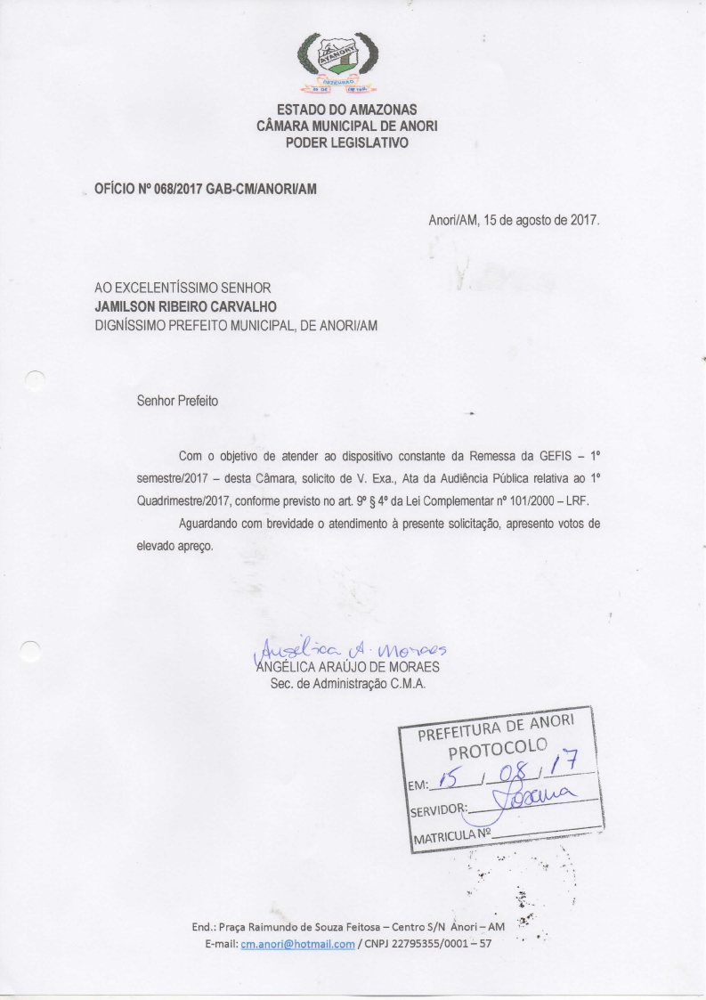 AYANORY
DEZEMBRO
ESTADO DO AMAZONAS
CÂMARA MUNICIPAL DE ANORI
PODER LEGISLATIVO
OFÍCIO Nº 068/2017 GAB-CM/ANORI/AM
Anori/AM, 15 de agosto de 2017.
AO EXCELENTÍSSIMO SENHOR
JAMILSON RIBEIRO CARVALHO
DIGNÍSSIMO PREFEITO MUNICIPAL, DE ANORI/AM
Senhor Prefeito
Com o objetivo de atender ao dispositivo constante da Remessa da GEFIS – 1º
semestre/2017 – desta Câmara, solicito de V. Exa., Ata da Audiência Pública relativa ao 1º
Quadrimestre/2017, conforme previsto no art. 9º § 4º da Lei Complementar nº 101/2000 – LRF.
Aguardando com brevidade o atendimento à presente solicitação, apresento votos de
elevado apreço.
Angélica A. Moraes
ANGÉLICA ARAÚJO DE MORAES
Sec. de Administração C.M.A.
PREFEITURA DE ANORI
PROTOCOLO
EM: 15 / 08 / 17
SERVIDOR:
MATRICULA Nº
End.: Praça Raimundo de Souza Feitosa – Centro S/N Anori – AM
E-mail: cm.anori@hotmail.com / CNPJ 22795355/0001 – 57